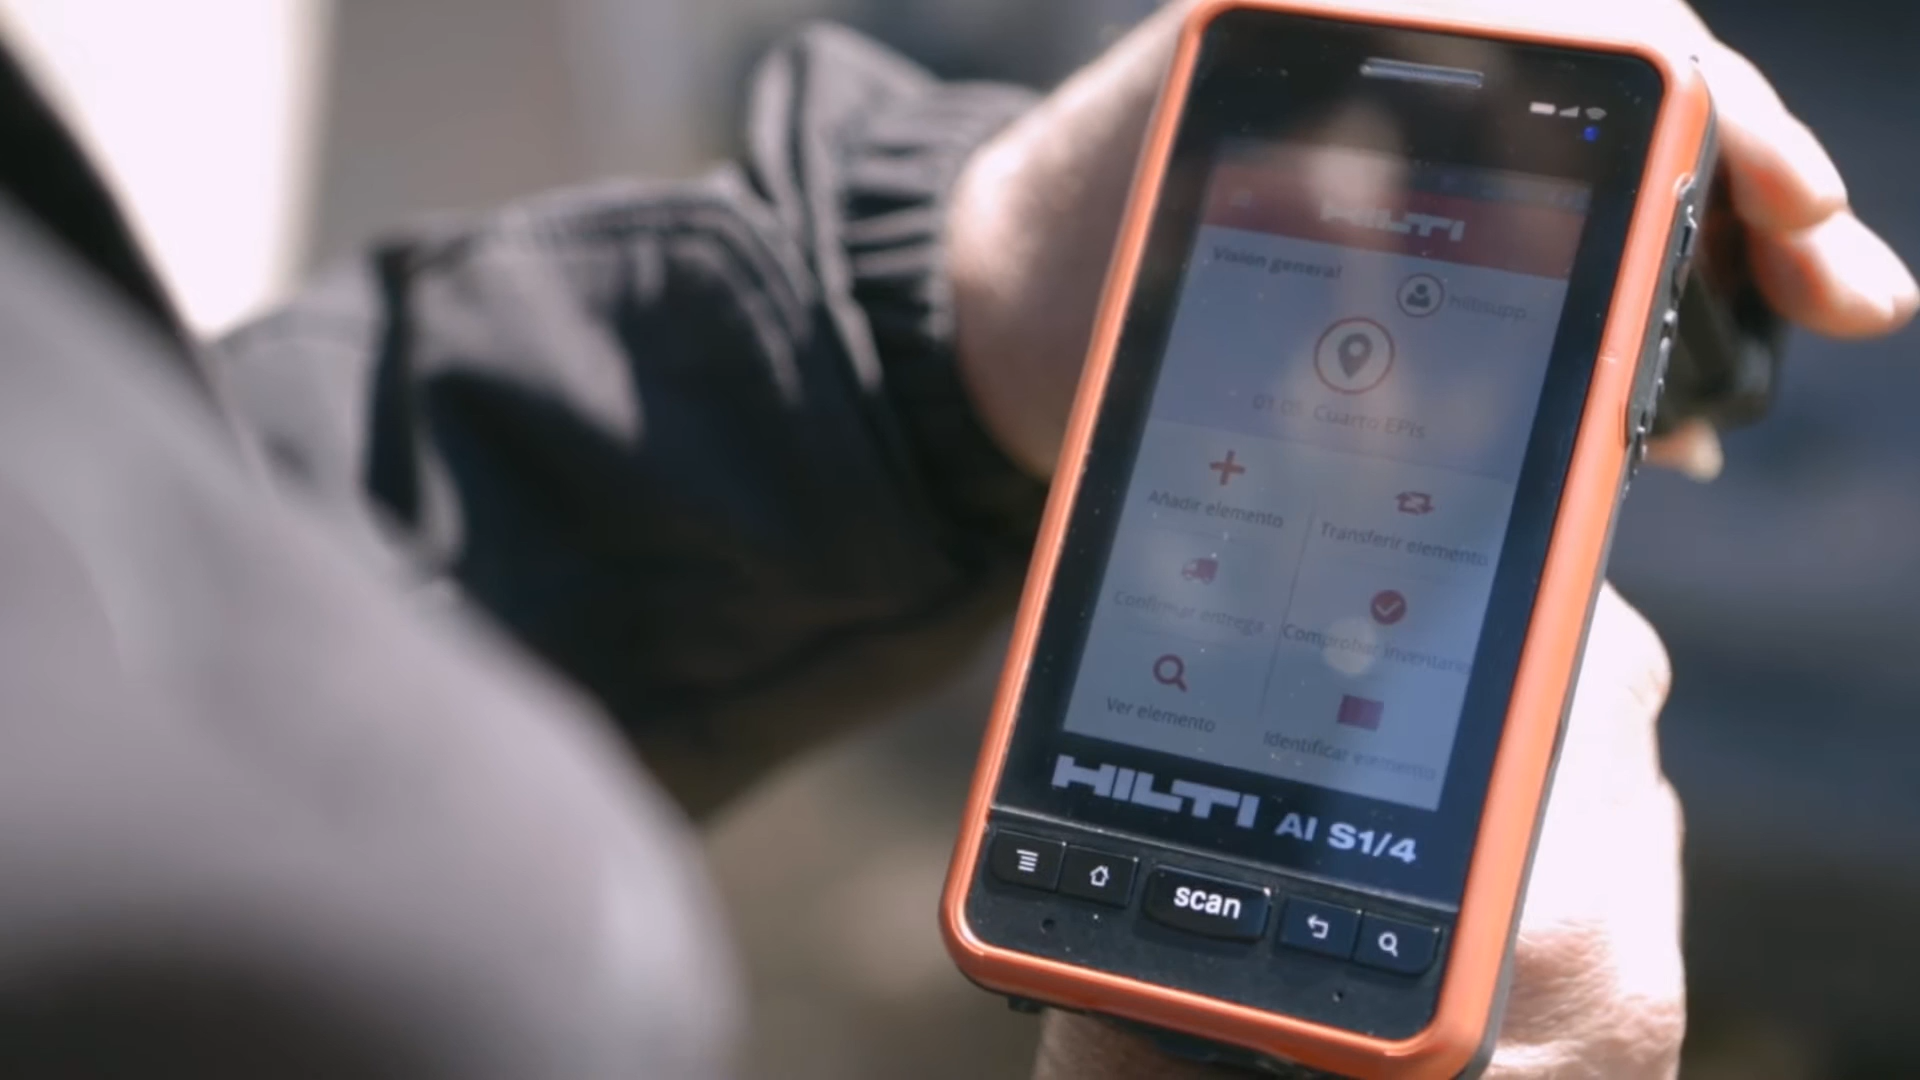 HILTI
Visión general
hiltisupp
Cuarto EPIs
Añadir elemento
Transferir elemento
Confirmar entrega
Comprobar inventario
Ver elemento
Identificar elemento
HILTI AI S1/4
scan